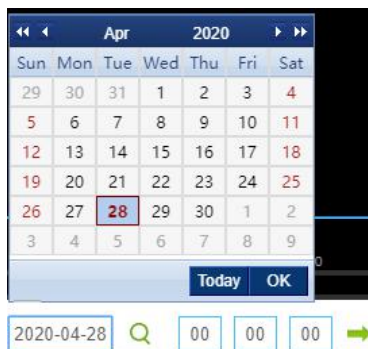 Apr 2020
Sun Mon Tue Wed Thu Fri Sat
29 30 31 1 2 3 4
5 6 7 8 9 10 11
12 13 14 15 16 17 18
19 20 21 22 23 24 25
26 27 28 29 30 1 2
3 4 5 6 7 8 9
0
Today OK
2020-04-28 00 00 00